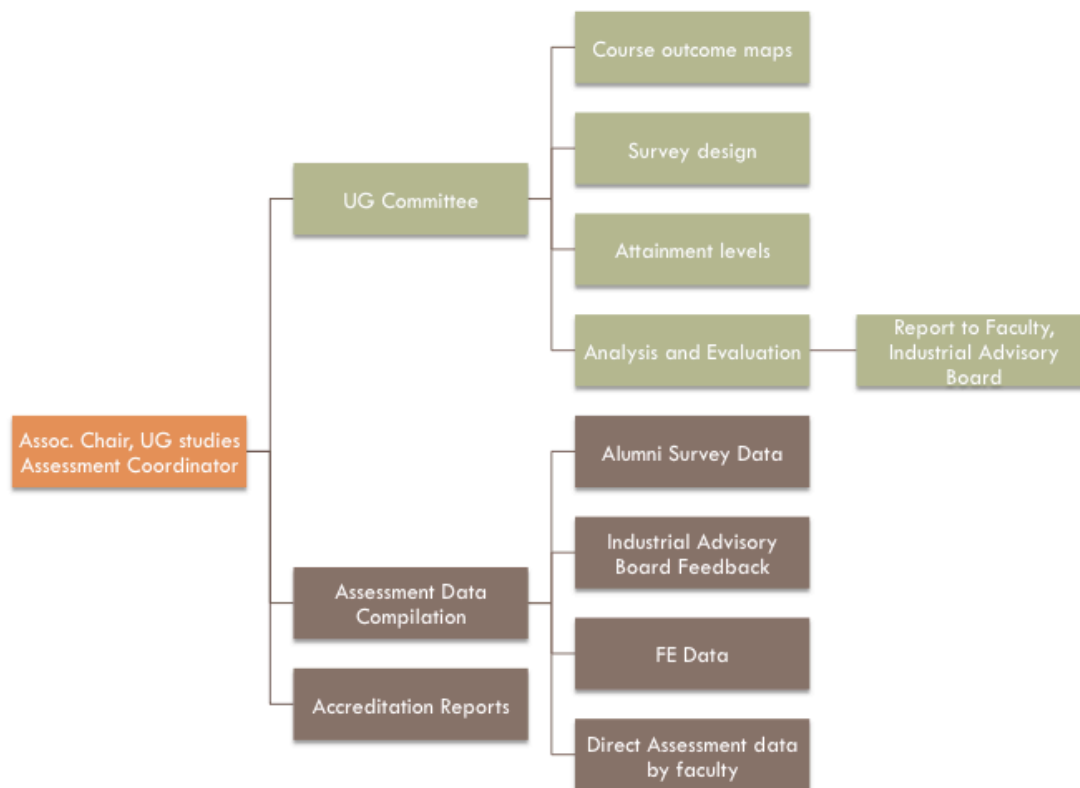 Course outcome maps
Survey design
UG Committee
Attainment levels
Analysis and Evaluation
Report to Faculty,
Industrial Advisory
Board
Assoc. Chair, UG studies
Assessment Coordinator
Alumni Survey Data
Industrial Advisory
Board Feedback
Assessment Data
Compilation
FE Data
Accreditation Reports
Direct Assessment data
by faculty